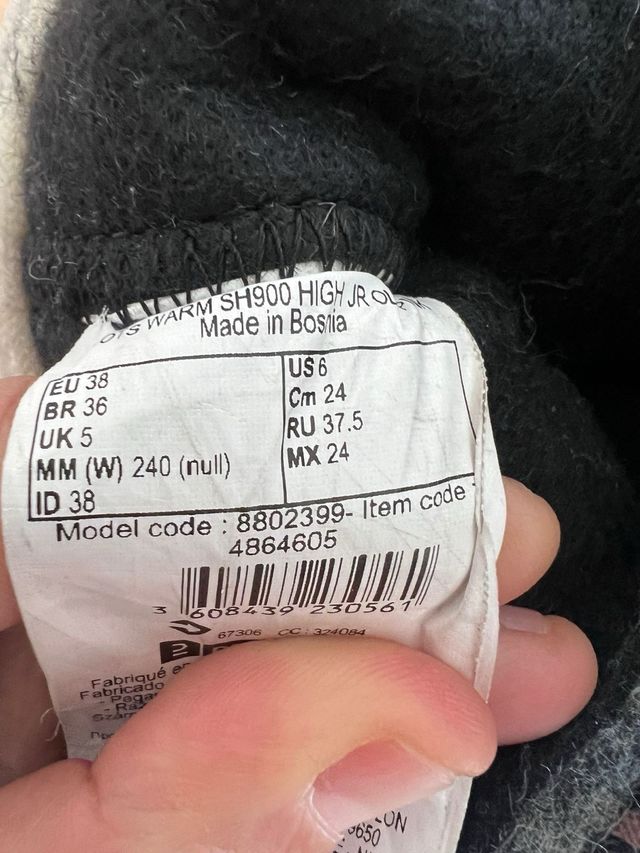 WARM SH900 HIGH JR
Made in Bosnia
EU 38
BR 36
UK 5
MM (W) 240 (null)
ID 38
US 6
Cm 24
RU 37.5
MX 24
Model code : 8802399- Item code
4864605
3 608439 230561
67306 CC: 324084
Fabriqué en
Fabricado